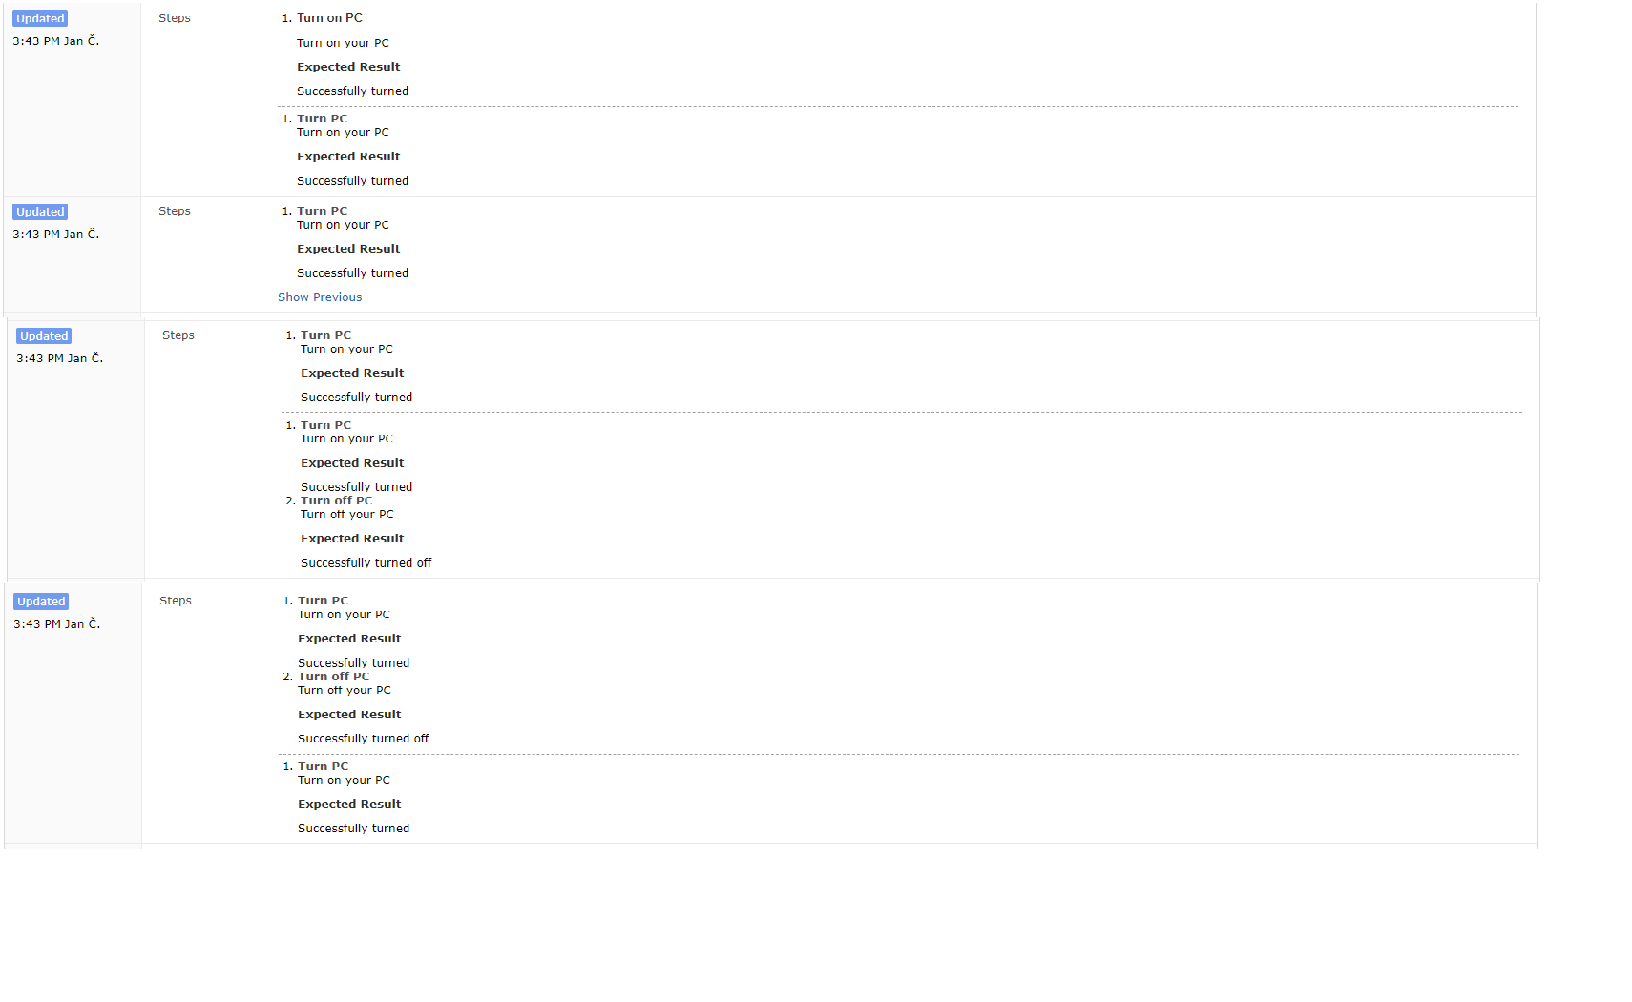 Updated
3:43 PM Jan Č.
Steps
1. Turn on PC
Turn on your PC
Expected Result
Successfully turned
1. Turn PC
Turn on your PC
Expected Result
Successfully turned
Updated
3:43 PM Jan Č.
Steps
1. Turn PC
Turn on your PC
Expected Result
Successfully turned
Show Previous
Updated
3:43 PM Jan Č.
Steps
1. Turn PC
Turn on your PC
Expected Result
Successfully turned
1. Turn PC
Turn on your PC
Expected Result
Successfully turned
2. Turn off PC
Turn off your PC
Expected Result
Successfully turned off
Updated
3:43 PM Jan Č.
Steps
1. Turn PC
Turn on your PC
Expected Result
Successfully turned
2. Turn off PC
Turn off your PC
Expected Result
Successfully turned off
1. Turn PC
Turn on your PC
Expected Result
Successfully turned